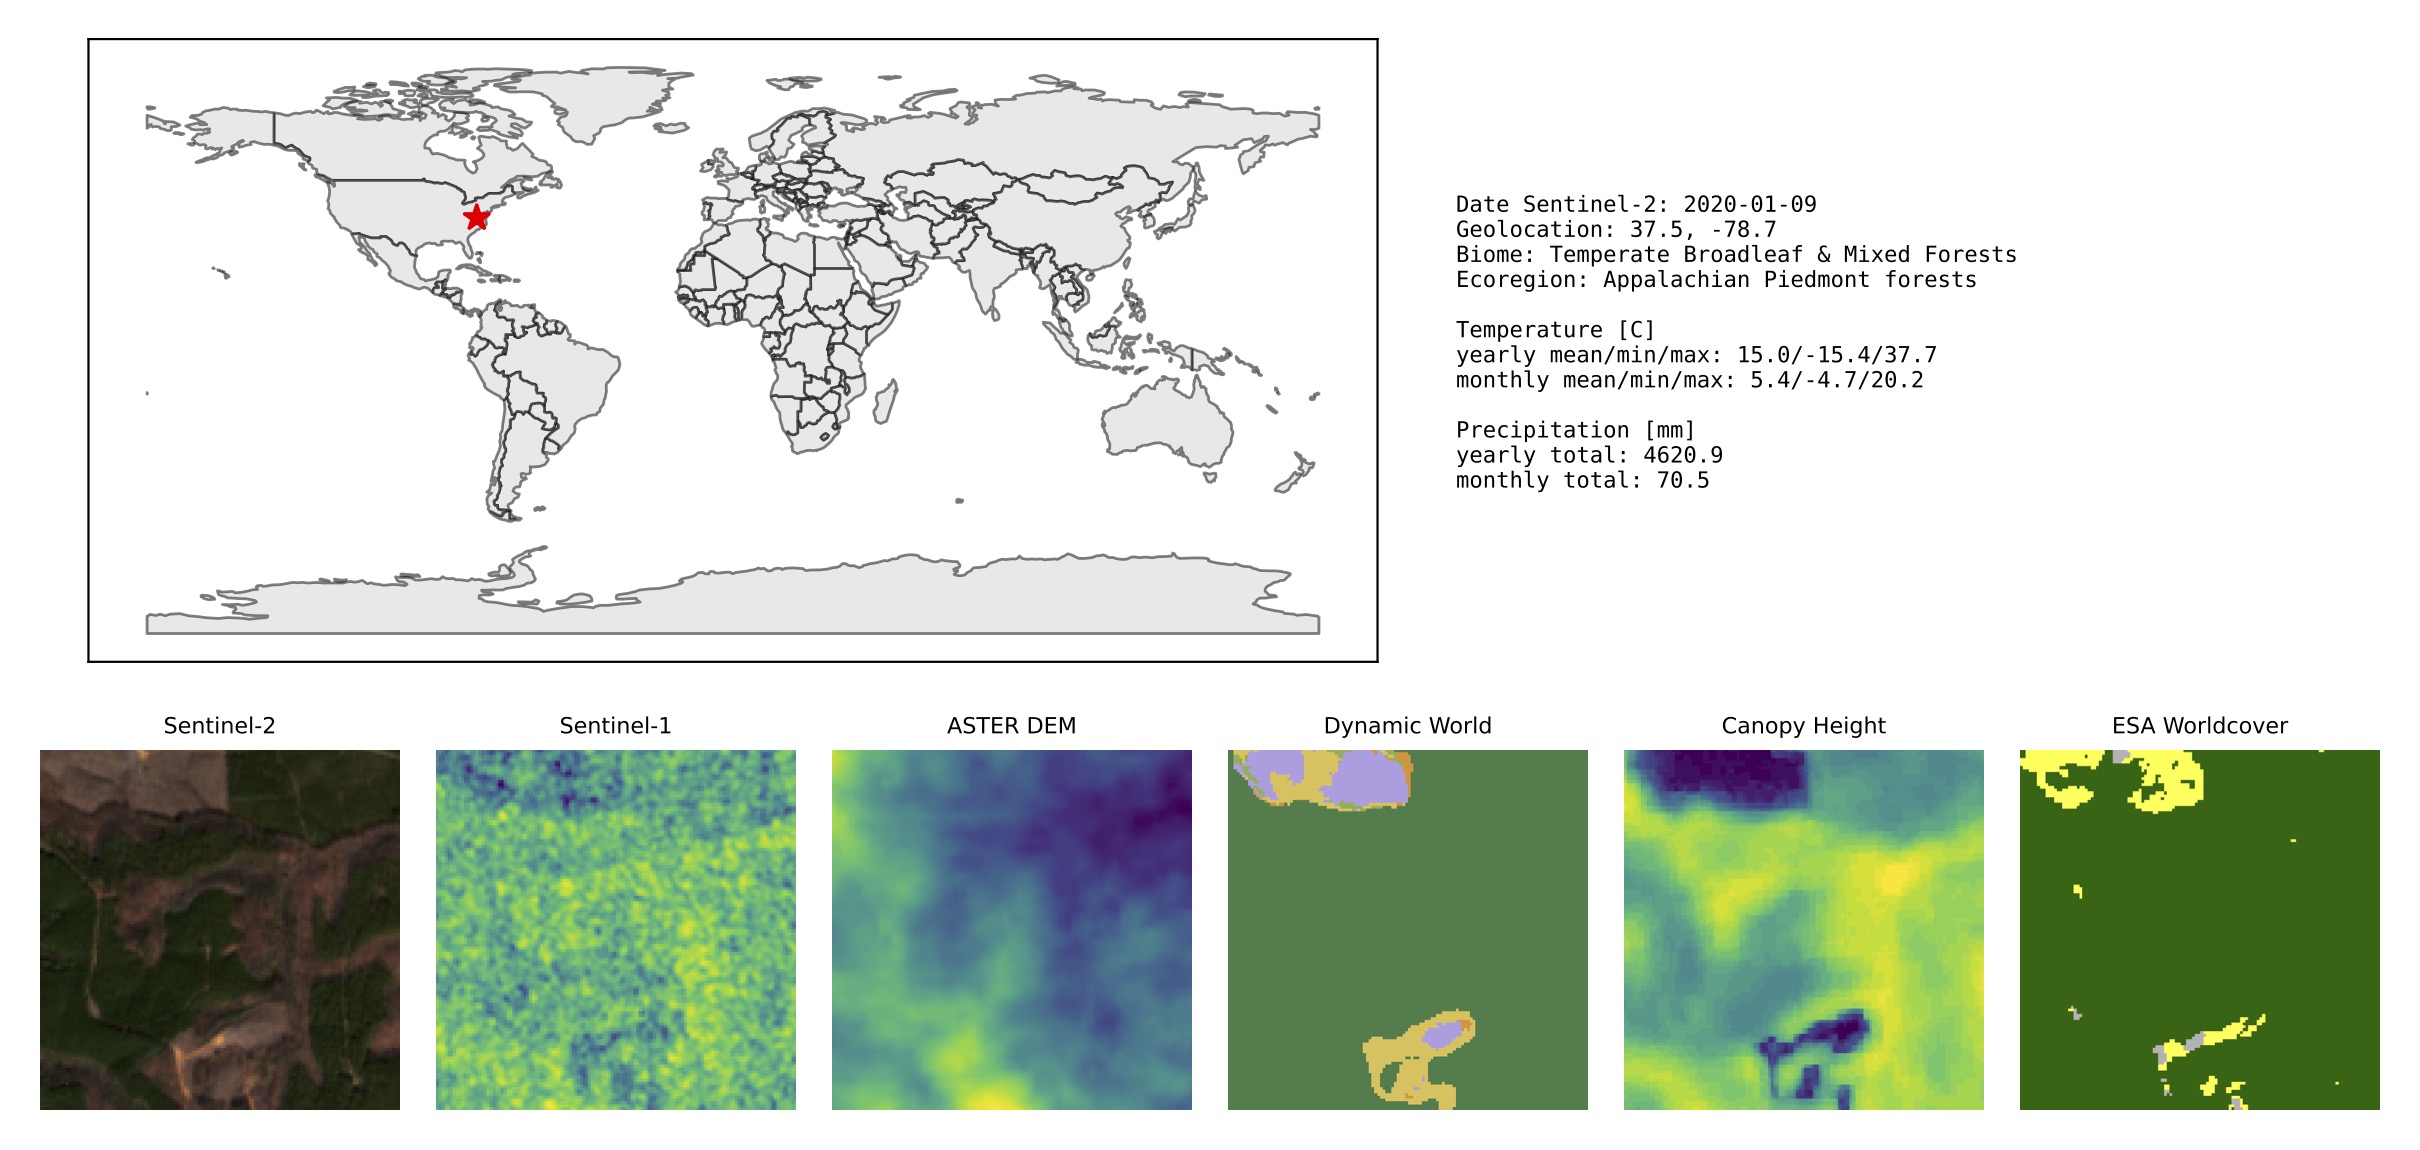 Date Sentinel-2: 2020-01-09
Geolocation: 37.5, -78.7
Biome: Temperate Broadleaf & Mixed Forests
Ecoregion: Appalachian Piedmont forests
Temperature [C]
yearly mean/min/max: 15.0/-15.4/37.7
monthly mean/min/max: 5.4/-4.7/20.2
Precipitation [mm]
yearly total: 4620.9
monthly total: 70.5
Sentinel-2
Sentinel-1
ASTER DEM
Dynamic World
Canopy Height
ESA Worldcover